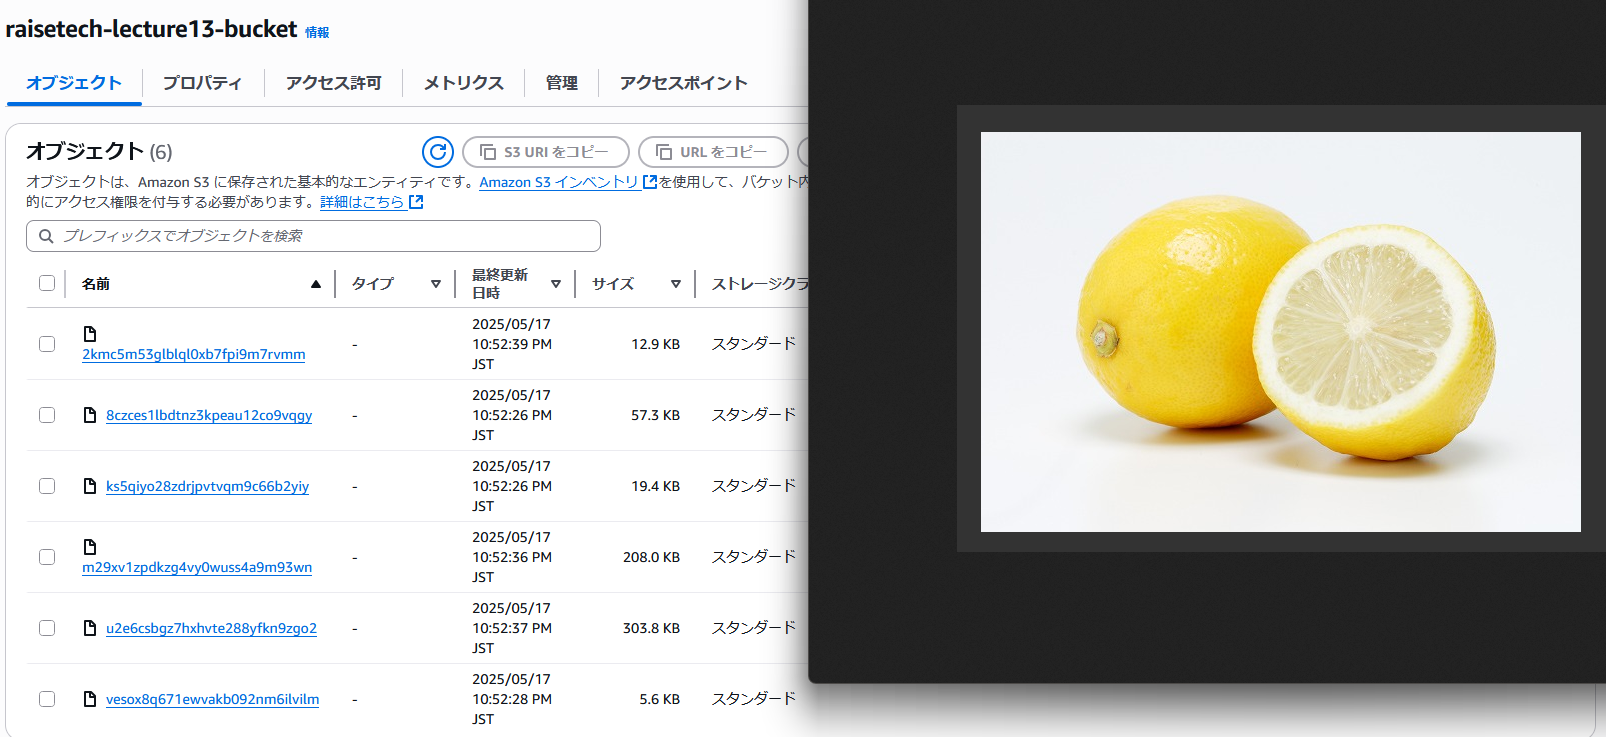 raisetech-lecture13-bucket 情報
オブジェクト
プロパティ
アクセス許可
メトリクス
管理
アクセスポイント
オブジェクト (6)
S3 URI をコピー
URL をコピー
オブジェクトは、Amazon S3 に保存された基本的なエンティティです。Amazon S3 インベントリ を使用して、バケット内
的にアクセス権限を付与する必要があります。詳細はこちら
プレフィックスでオブジェクトを検索
名前
タイプ
最終更新
日時
サイズ
ストレージクラ
2kmc5m53glblql0xb7fpi9m7rvmm
-
2025/05/17
10:52:39 PM
JST
12.9 KB
スタンダード
8czces1lbdtnz3kpeau12co9vqgy
-
2025/05/17
10:52:26 PM
JST
57.3 KB
スタンダード
ks5qiyo28zdrjpvtvqm9c66b2yiy
-
2025/05/17
10:52:26 PM
JST
19.4 KB
スタンダード
m29xv1zpdkzg4vy0wuss4a9m93wn
-
2025/05/17
10:52:36 PM
JST
208.0 KB
スタンダード
u2e6csbgz7hxhvte288yfkn9zgo2
-
2025/05/17
10:52:37 PM
JST
303.8 KB
スタンダード
vesox8q671ewvakb092nm6ilvilm
-
2025/05/17
10:52:28 PM
JST
5.6 KB
スタンダード